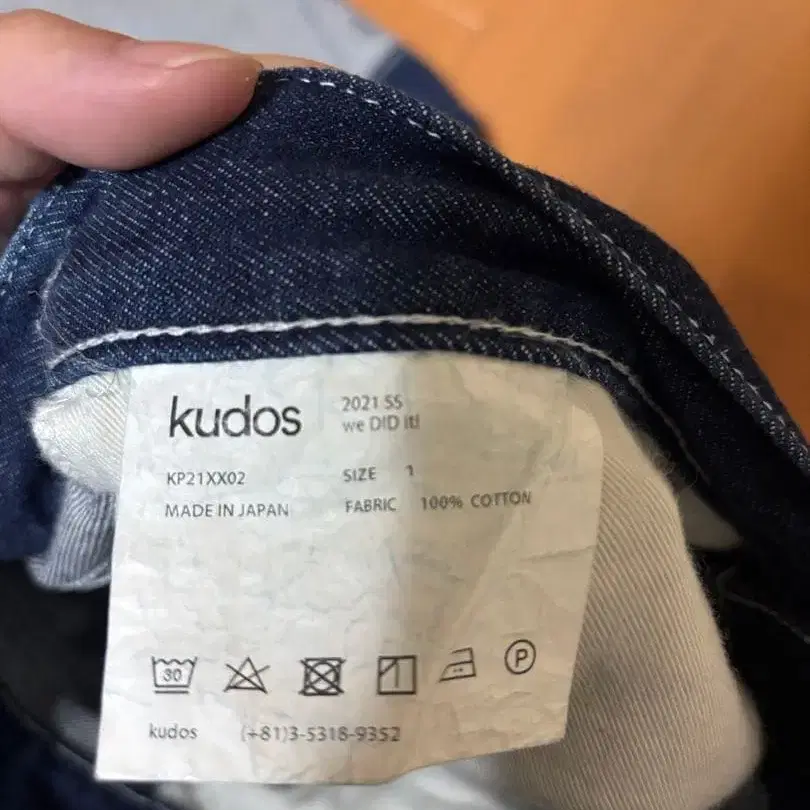 kudos
2021 SS
we DID it!
KP21XX02
SIZE 1
MADE IN JAPAN
FABRIC 100% COTTON
30
P
kudos (+81)3-5318-9352